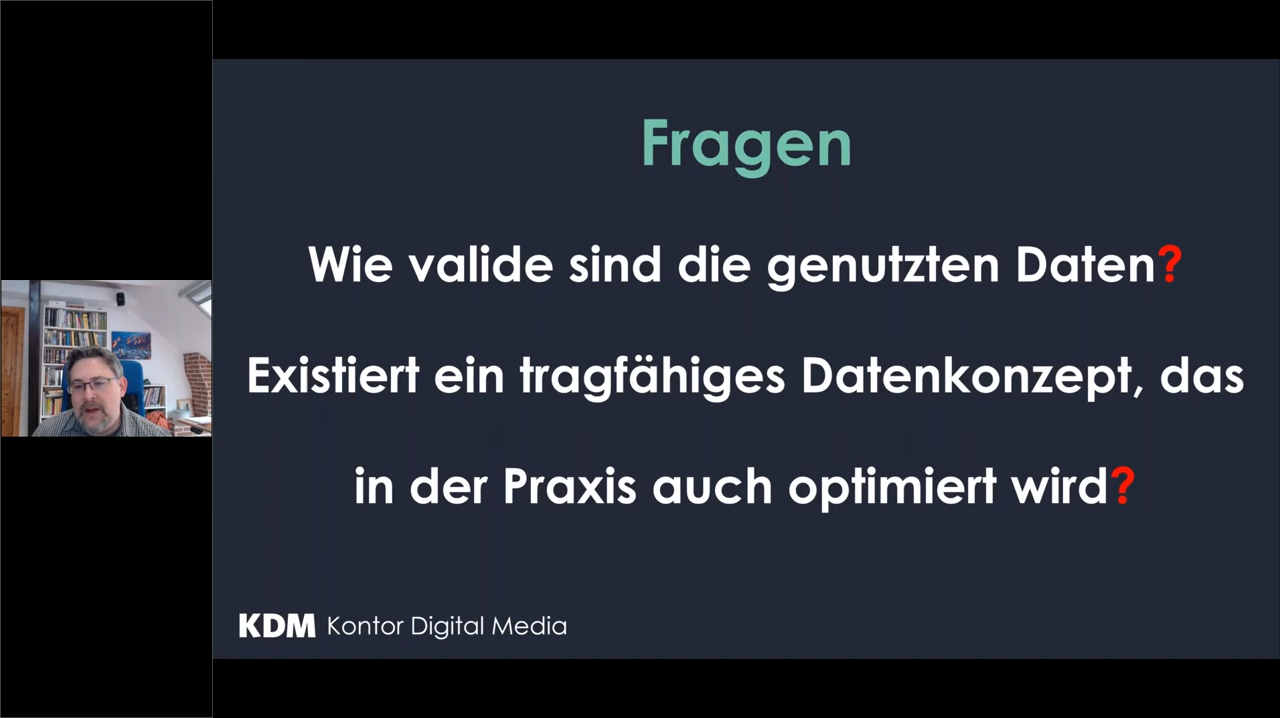 Fragen
Wie valide sind die genutzten Daten?
Existiert ein tragfähiges Datenkonzept, das
in der Praxis auch optimiert wird?
KDM Kontor Digital Media